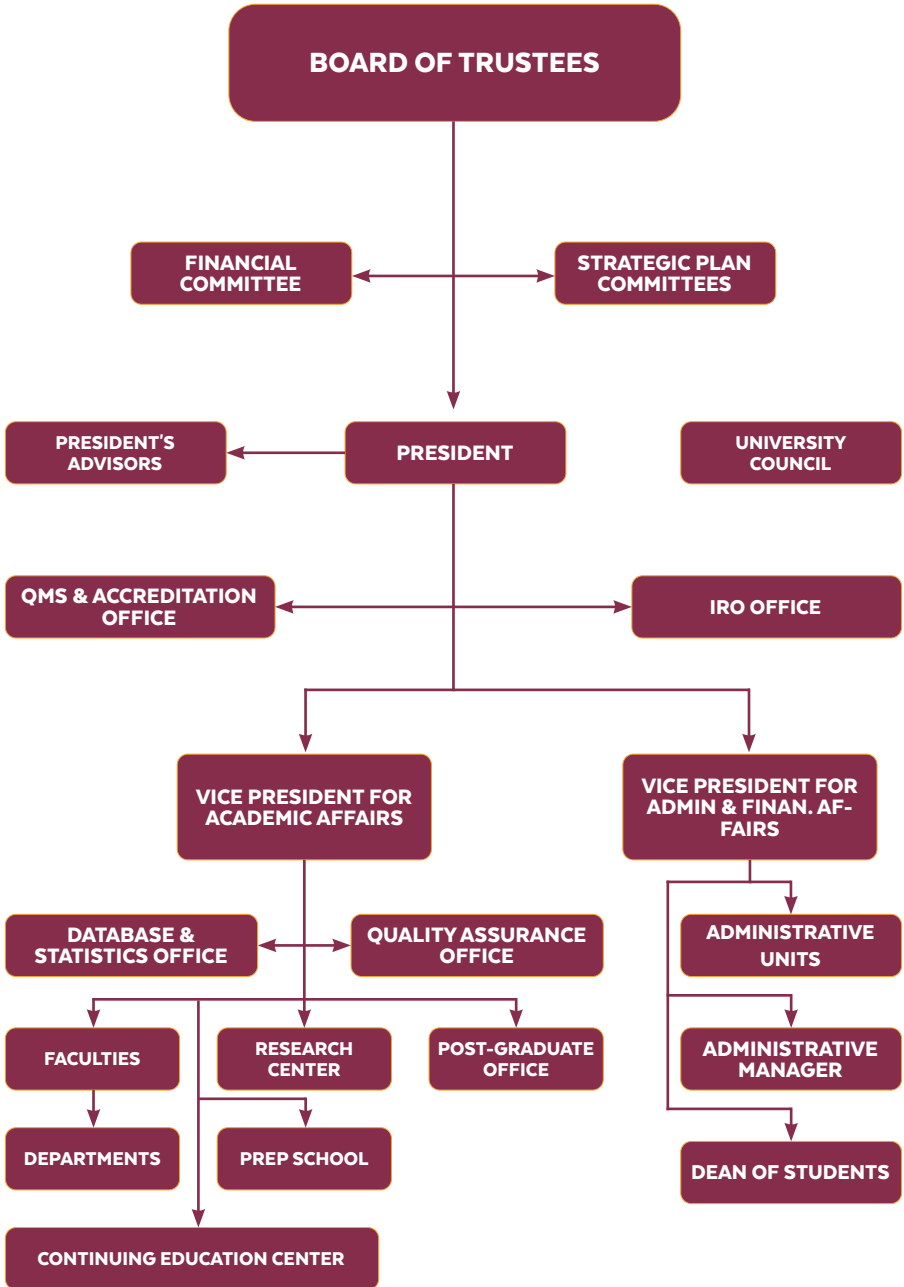 BOARD OF TRUSTEES
FINANCIAL
COMMITTEE
STRATEGIC PLAN
COMMITTEES
PRESIDENT'S
ADVISORS
PRESIDENT
UNIVERSITY
COUNCIL
QMS & ACCREDITATION
OFFICE
IRO OFFICE
VICE PRESIDENT FOR
ACADEMIC AFFAIRS
VICE PRESIDENT FOR
ADMIN & FINAN. AF-
FAIRS
DATABASE &
STATISTICS OFFICE
QUALITY ASSURANCE
OFFICE
ADMINISTRATIVE
UNITS
FACULTIES
RESEARCH
CENTER
POST-GRADUATE
OFFICE
ADMINISTRATIVE
MANAGER
DEPARTMENTS
PREP SCHOOL
DEAN OF STUDENTS
CONTINUING EDUCATION CENTER